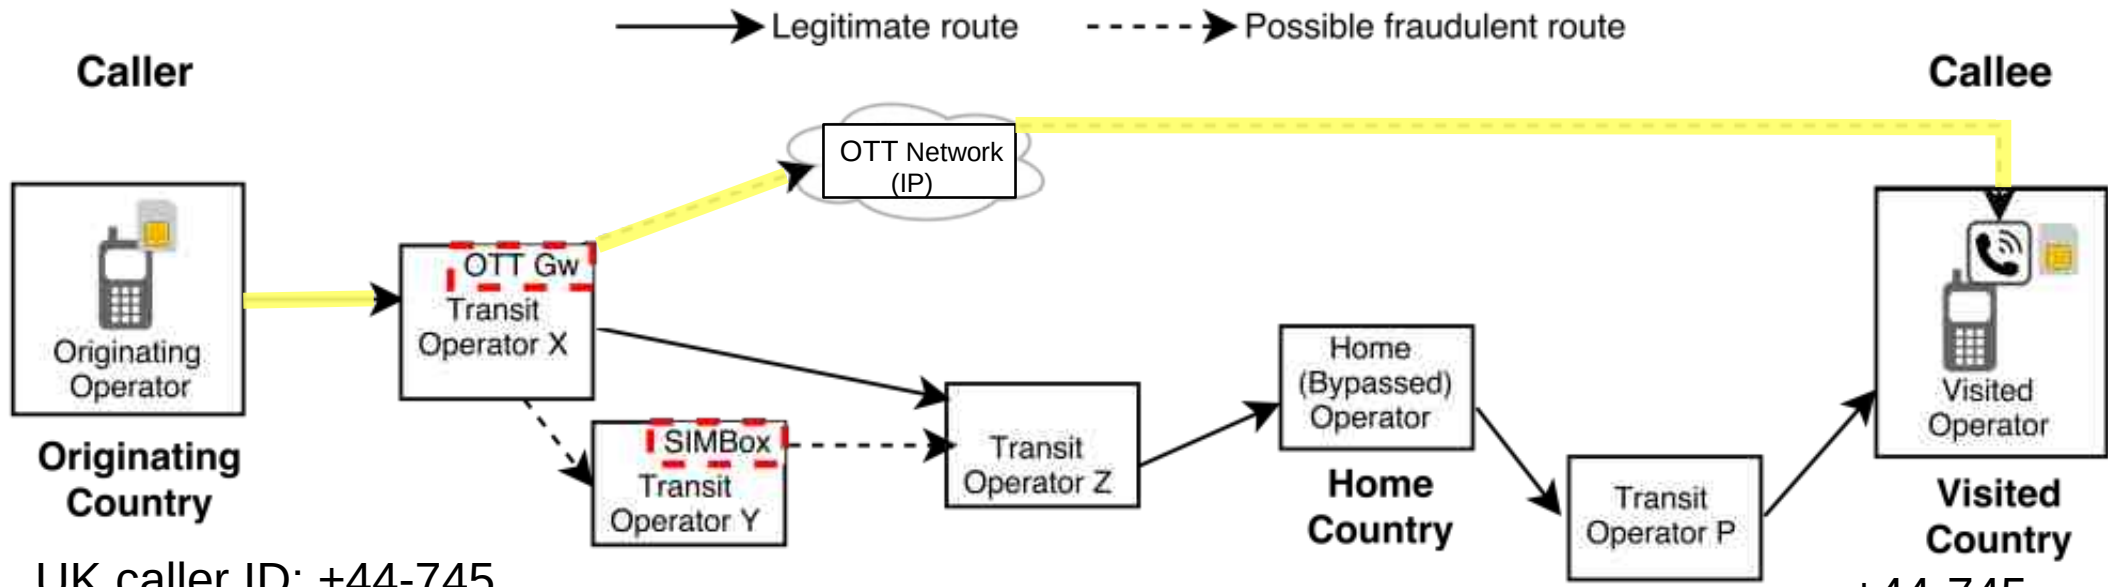 Legitimate route
Possible fraudulent route
Caller
Callee
OTT Network
(IP)
OTT Gw
Transit
Operator X
Originating
Operator
Originating
Country
SIMBox
Transit
Operator Y
Transit
Operator Z
Home
(Bypassed)
Operator
Home
Country
Transit
Operator P
Visited
Operator
Visited
Country
UK caller ID: +44-745
+44-745